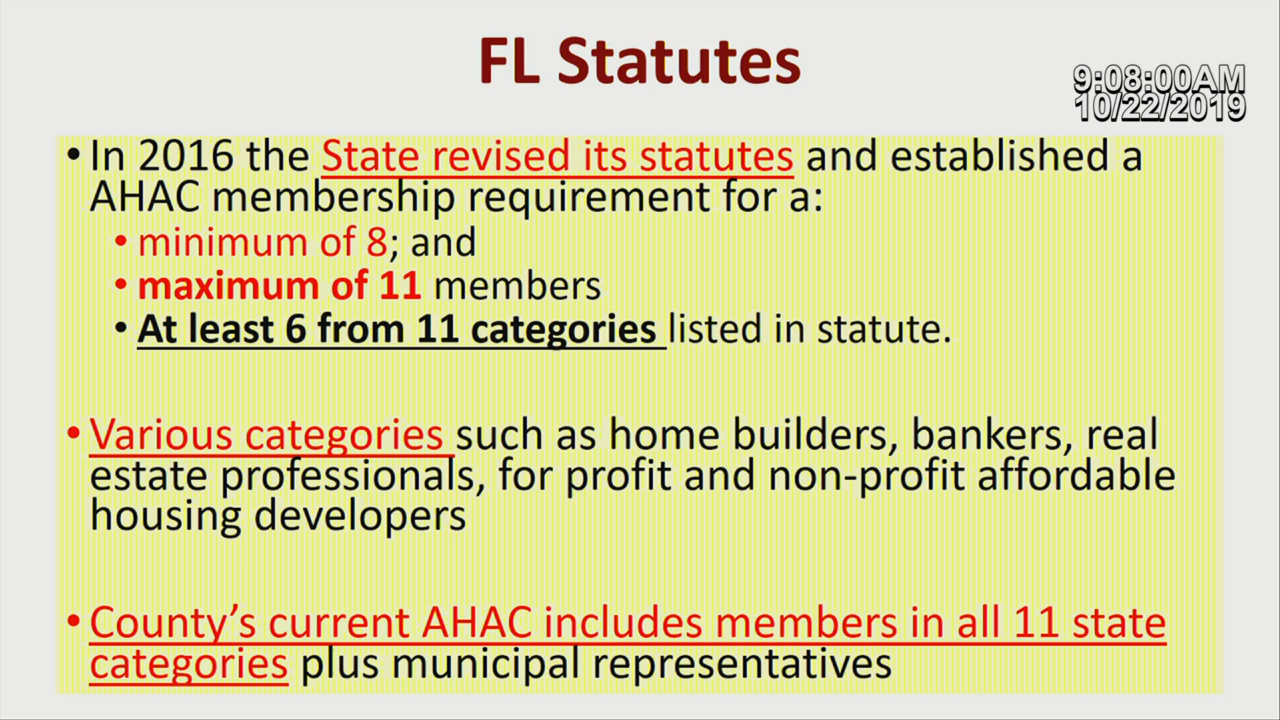 FL Statutes
9:08:00AM
10/22/2019
• In 2016 the State revised its statutes and established a
AHAC membership requirement for a:
• minimum of 8; and
• maximum of 11 members
• At least 6 from 11 categories listed in statute.
• Various categories such as home builders, bankers, real
estate professionals, for profit and non-profit affordable
housing developers
• County’s current AHAC includes members in all 11 state
categories plus municipal representatives